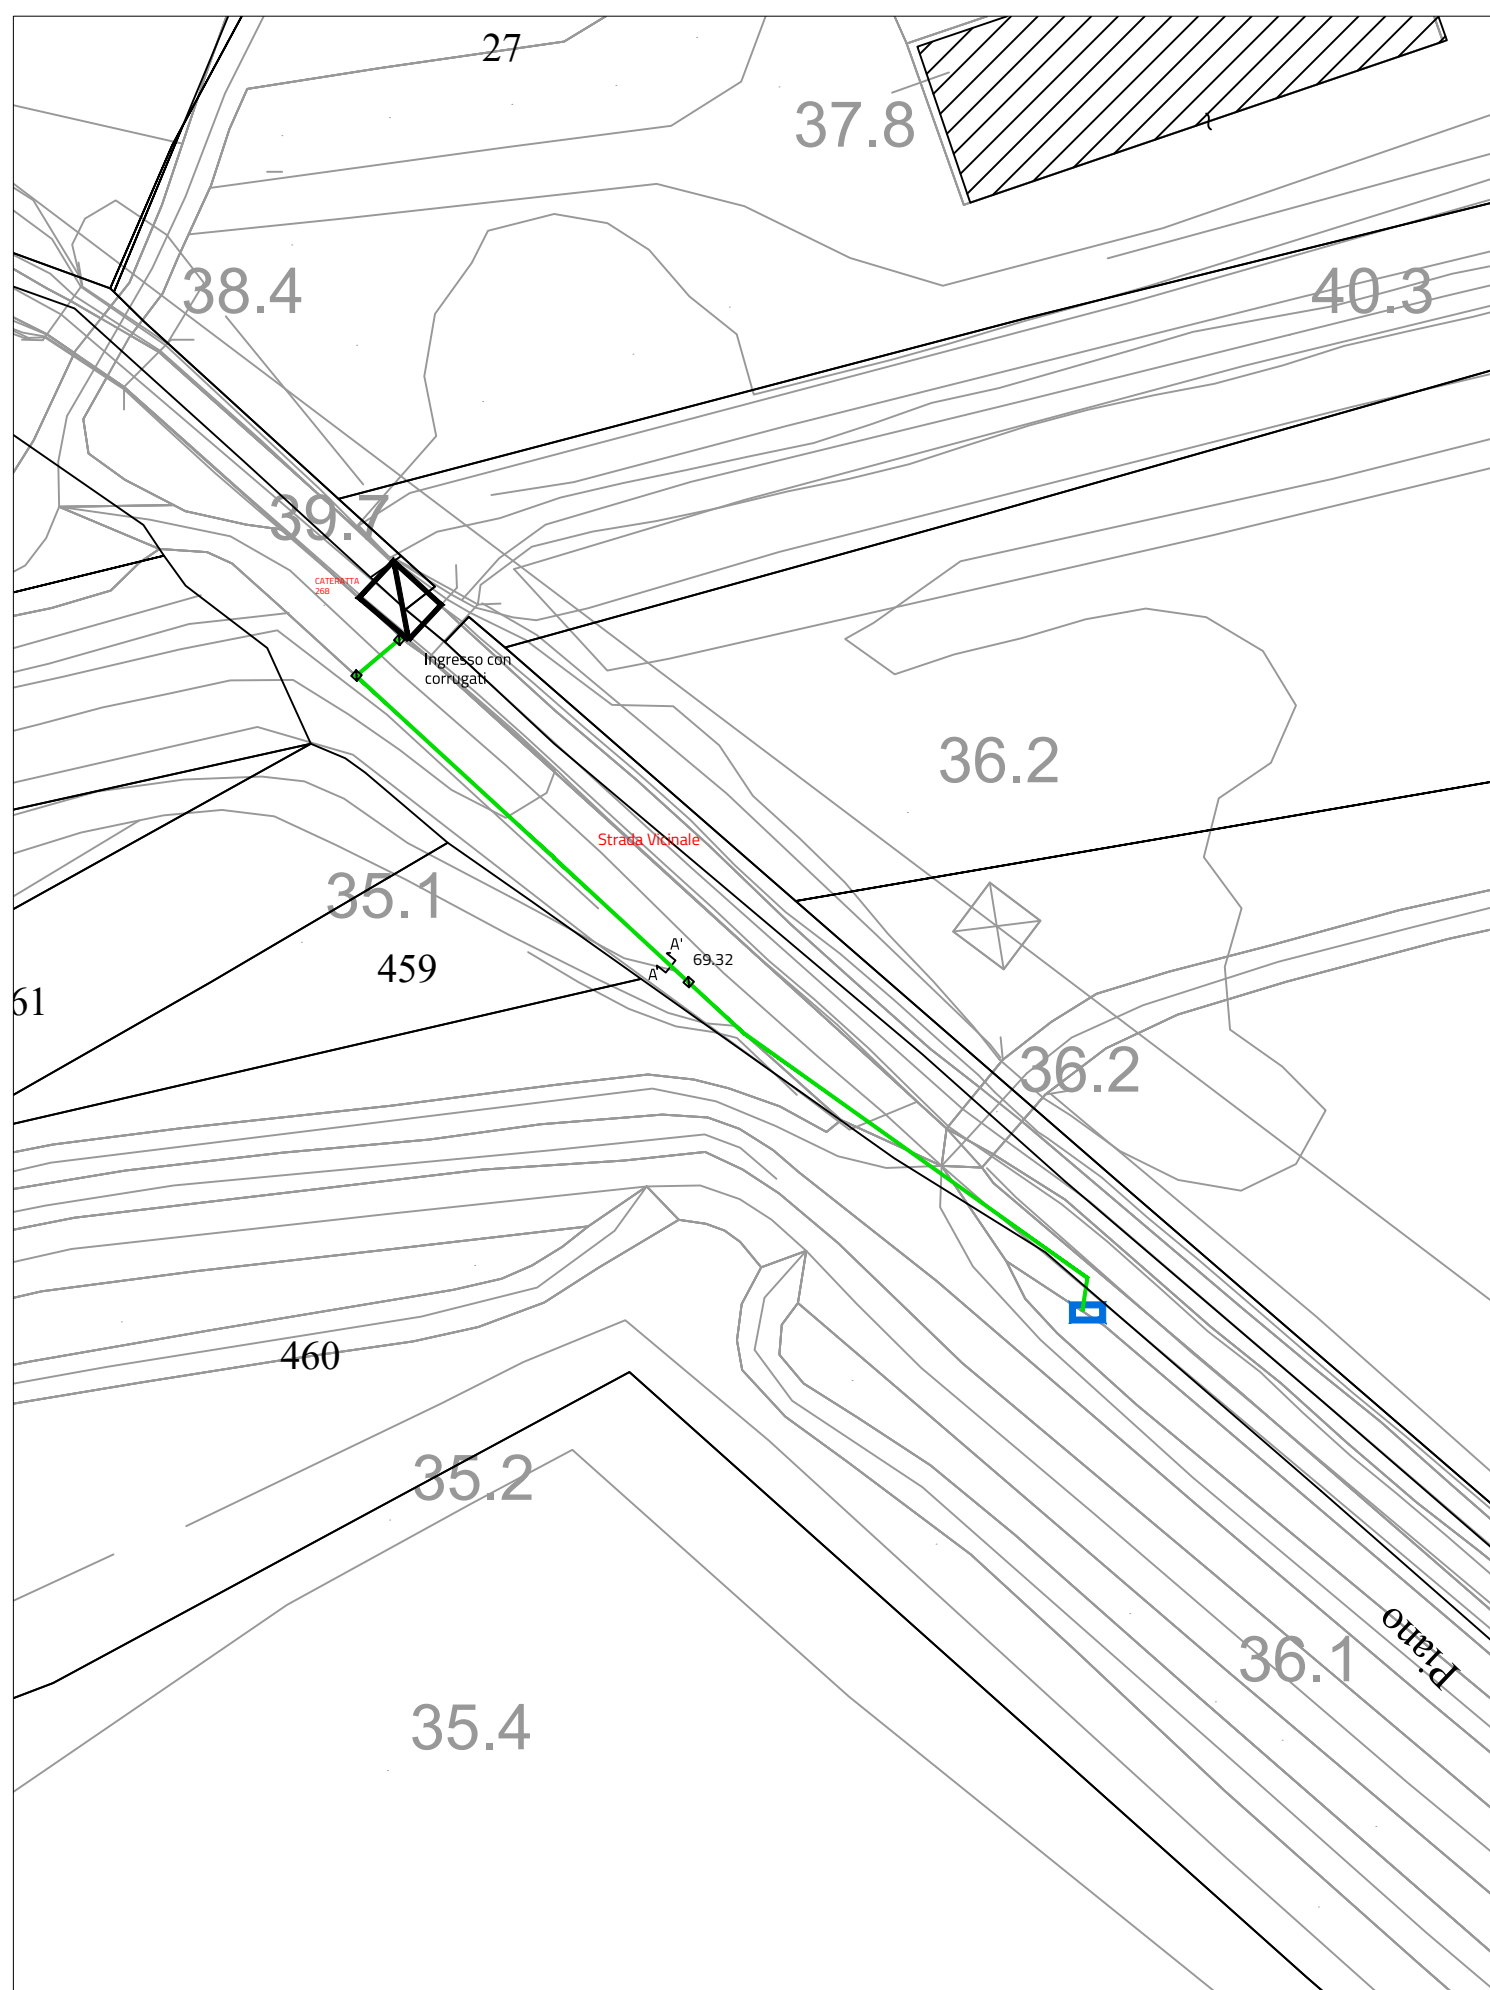 27
37.8
38.4
40.3
39.7
CATERATTA
268
Ingresso con
corrugati
36.2
Strada Vicinale
35.1
A'
69.32
A
459
61
36.2
460
35.2
Piano
36.1
35.4